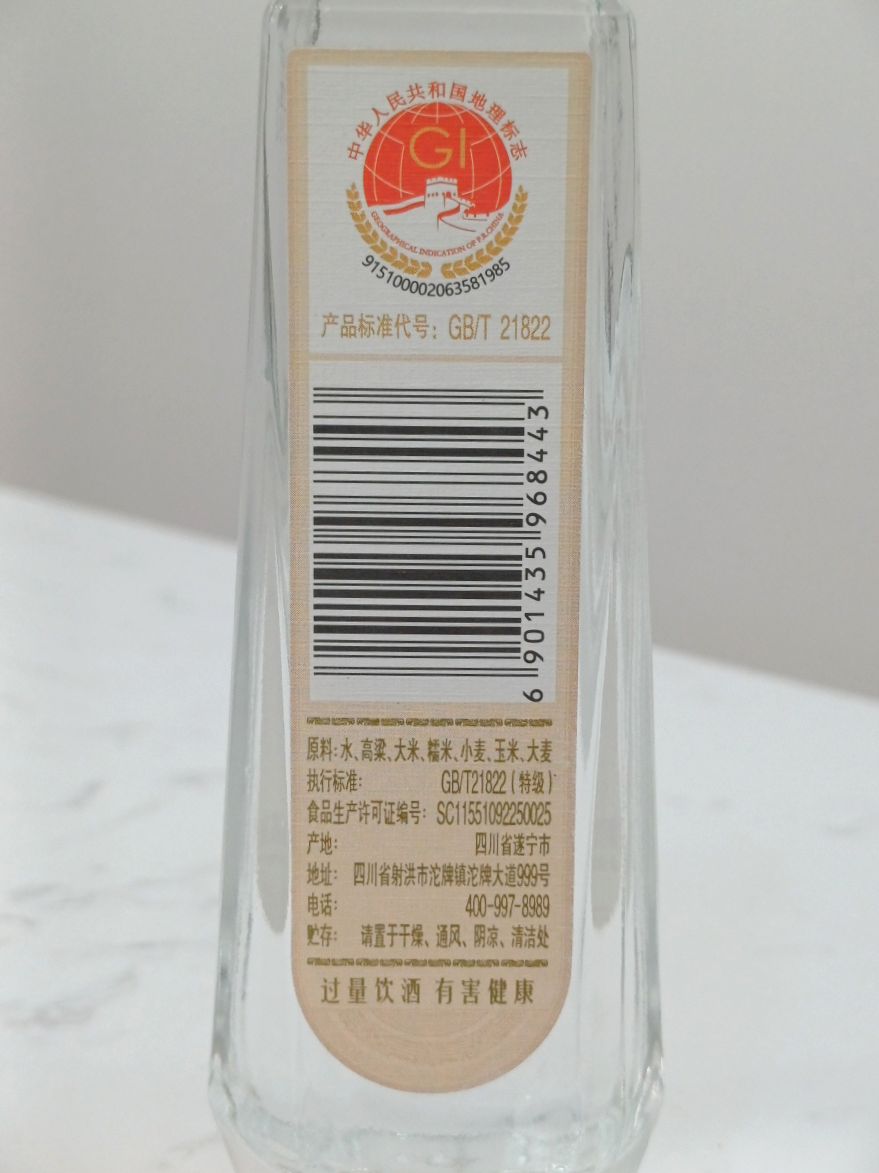 中华人民共和国地理标志
GI
GEOGRAPHICAL INDICATION OF P.R.CHINA
915100002063581985
产品标准代号：GB/T 21822
6 901435 968443
原料：水、高粱、大米、糯米、小麦、玉米、大麦
执行标准： GB/T21822（特级）
食品生产许可证编号：SC11551092250025
产地： 四川省遂宁市
地址： 四川省射洪市沱牌镇沱牌大道999号
电话： 400-997-8989
贮存： 请置于干燥、通风、阴凉、清洁处
过量饮酒 有害健康